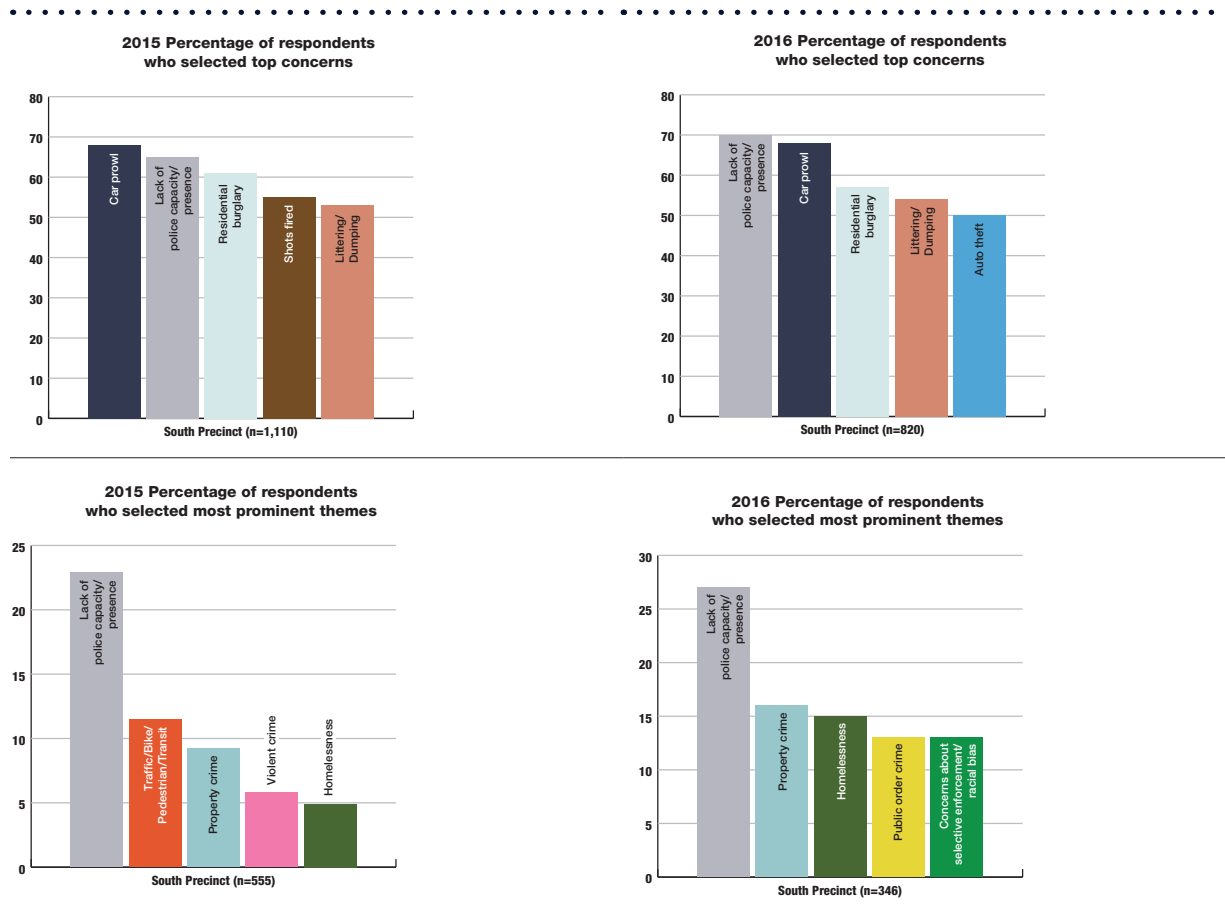 2015 Percentage of respondents
who selected top concerns
80
70
60
50
40
30
20
10
0
Car prowl
Lack of
police capacity/
presence
Residential
burglary
Shots fired
Littering/
Dumping
South Precinct (n=1,110)
2016 Percentage of respondents
who selected top concerns
80
70
60
50
40
30
20
10
0
Lack of
police capacity/
presence
Car prowl
Residential
burglary
Littering/
Dumping
Auto theft
South Precinct (n=820)
2015 Percentage of respondents
who selected most prominent themes
25
20
15
10
5
0
Lack of
police capacity/
presence
Traffic/Bike/
Pedestrian/Transit
Property crime
Violent crime
Homelessness
South Precinct (n=555)
2016 Percentage of respondents
who selected most prominent themes
30
25
20
15
10
5
0
Lack of
police capacity/
presence
Property crime
Homelessness
Public order crime
Concerns about
selective enforcement/
racial bias
South Precinct (n=346)